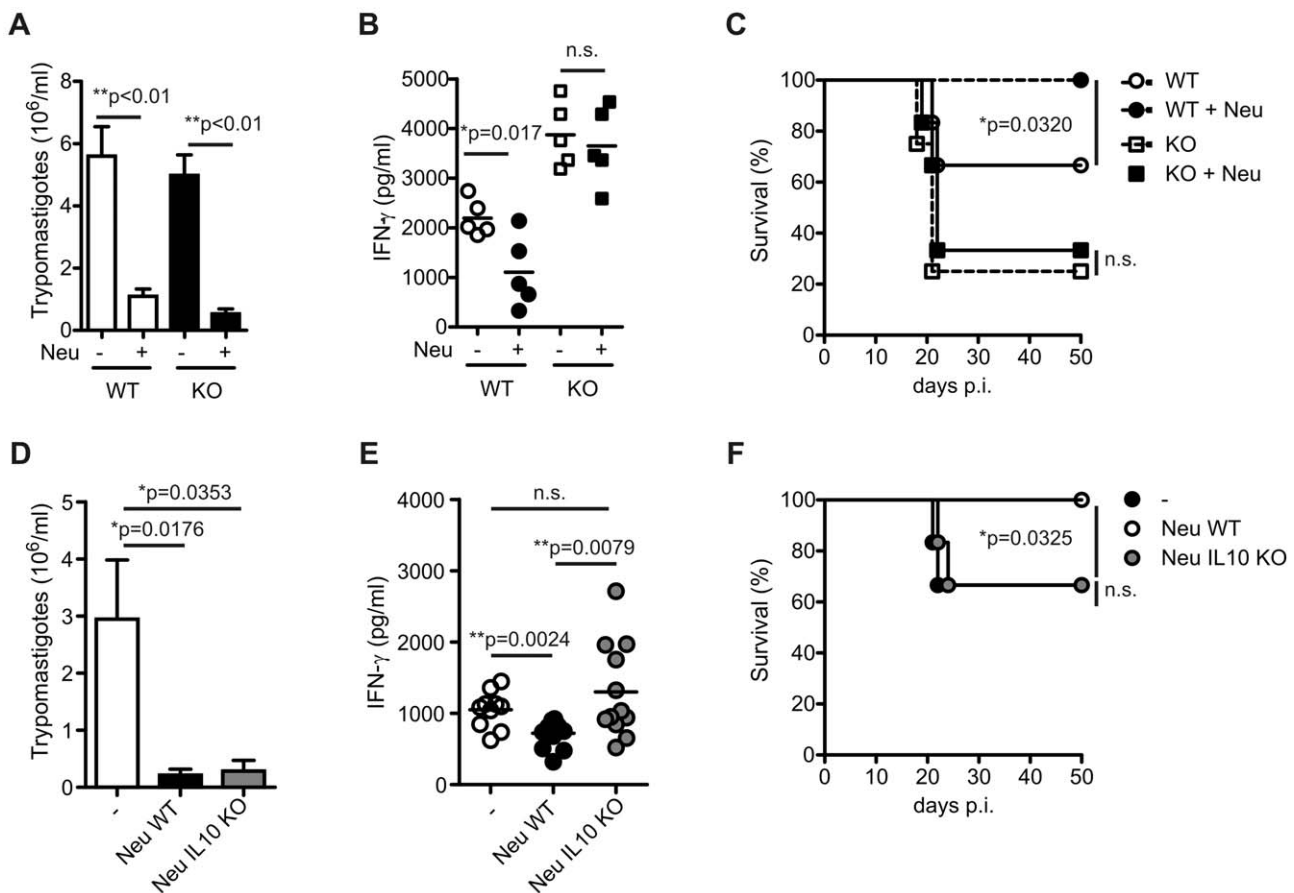 A
Trypomastigotes (10⁶/ml)
8
6
4
2
0
**p<0.01
**p<0.01
Neu - + - +
WT KO
B
IFN-γ (pg/ml)
5000
4000
3000
2000
1000
0
n.s.
*p=0.017
Neu - + - +
WT KO
C
Survival (%)
100
80
60
40
20
0
*p=0.0320
n.s.
0 10 20 30 40 50
days p.i.
WT
WT + Neu
KO
KO + Neu
D
Trypomastigotes (10⁶/ml)
5
4
3
2
1
0
*p=0.0353
*p=0.0176
-
Neu WT
Neu IL10 KO
E
IFN-γ (pg/ml)
4000
3000
2000
1000
0
n.s.
**p=0.0079
**p=0.0024
-
Neu WT
Neu IL10 KO
F
Survival (%)
100
80
60
40
20
0
*p=0.0325
n.s.
0 10 20 30 40 50
days p.i.
-
Neu WT
Neu IL10 KO